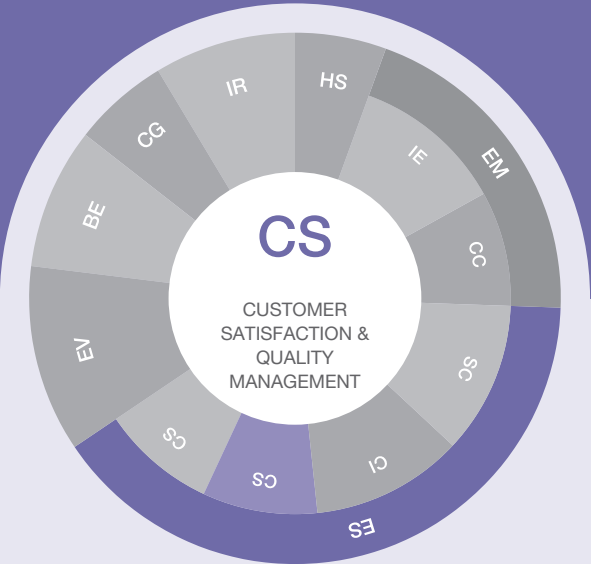 HS
EM
IE
CC
SC
CI
ES
CS
CS
EV
BE
CG
IR
CS
CUSTOMER
SATISFACTION &
QUALITY
MANAGEMENT